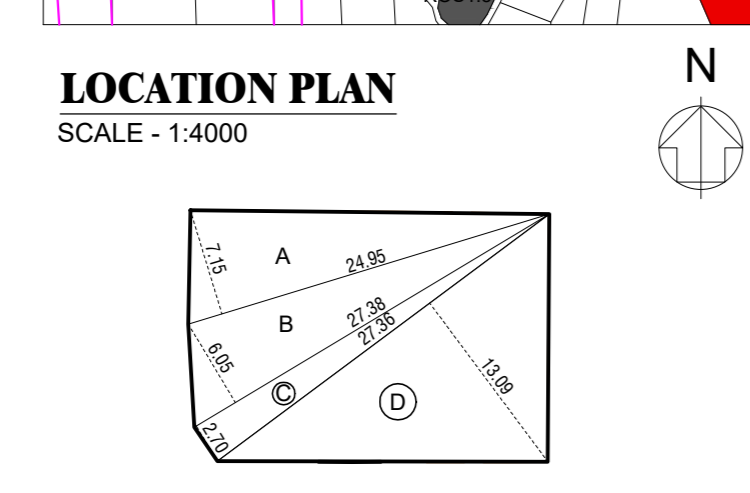 LOCATION PLAN
SCALE - 1:4000
N
A
7.15
24.95
B
27.38
27.36
6.05
13.09
C
D
2.70